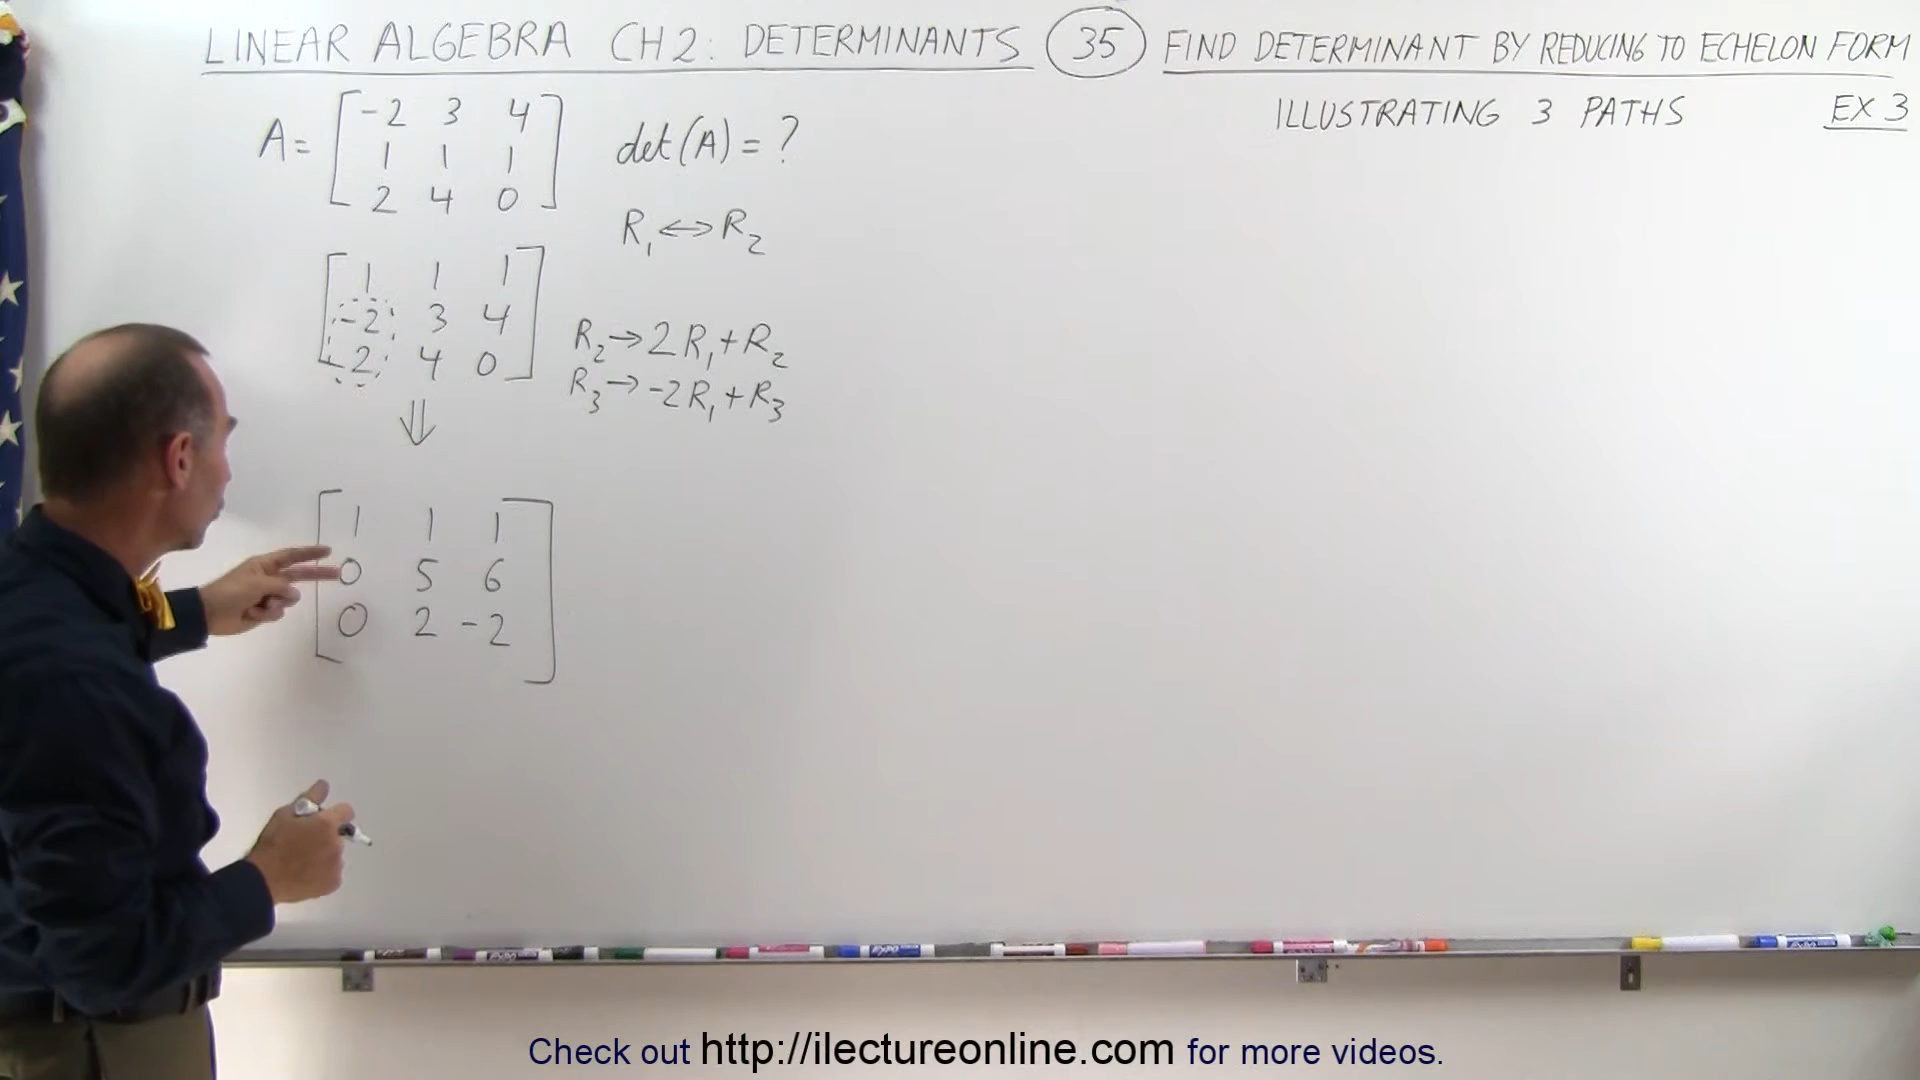 LINEAR ALGEBRA CH 2: DETERMINANTS 35 FIND DETERMINANT BY REDUCING TO ECHELON FORM
ILLUSTRATING 3 PATHS EX 3
A = [ -2 3 4
1 1 1
2 4 0 ]
det(A) = ?
R1 ↔ R2
[ 1 1 1
-2 3 4
2 4 0 ]
R2 → 2R1 + R2
R3 → -2R1 + R3
⇓
[ 1 1 1
0 5 6
0 2 -2 ]
Check out http://ilectureonline.com for more videos.